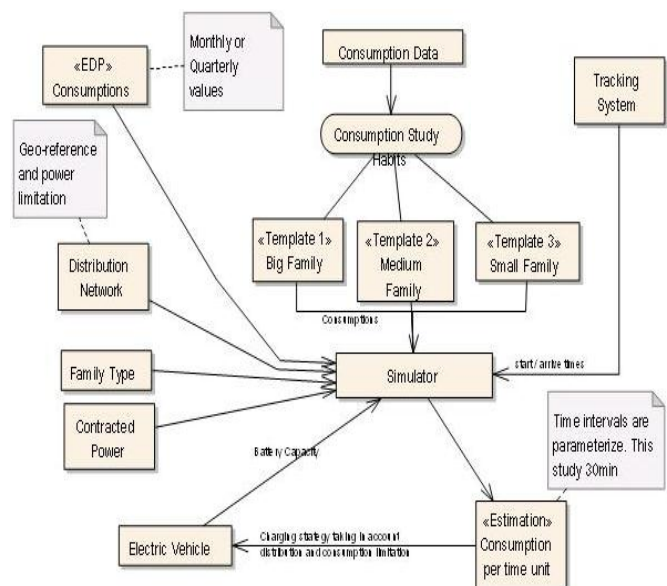 «EDP»
Consumptions
Monthly or
Quarterly
values
Consumption Data
Tracking
System
Consumption Study
Habits
Geo-reference
and power
limitation
«Template 1»
Big Family
«Template 2»
Medium
Family
«Template 3»
Small Family
Distribution
Network
Consumptions
Simulator
start / arrive times
Family Type
Contracted
Power
Battery Capacity
Time intervals are
parameterize. This
study 30min
Electric Vehicle
Charging strategy taking in account
distribution and consumption limitation
«Estimation»
Consumption
per time unit